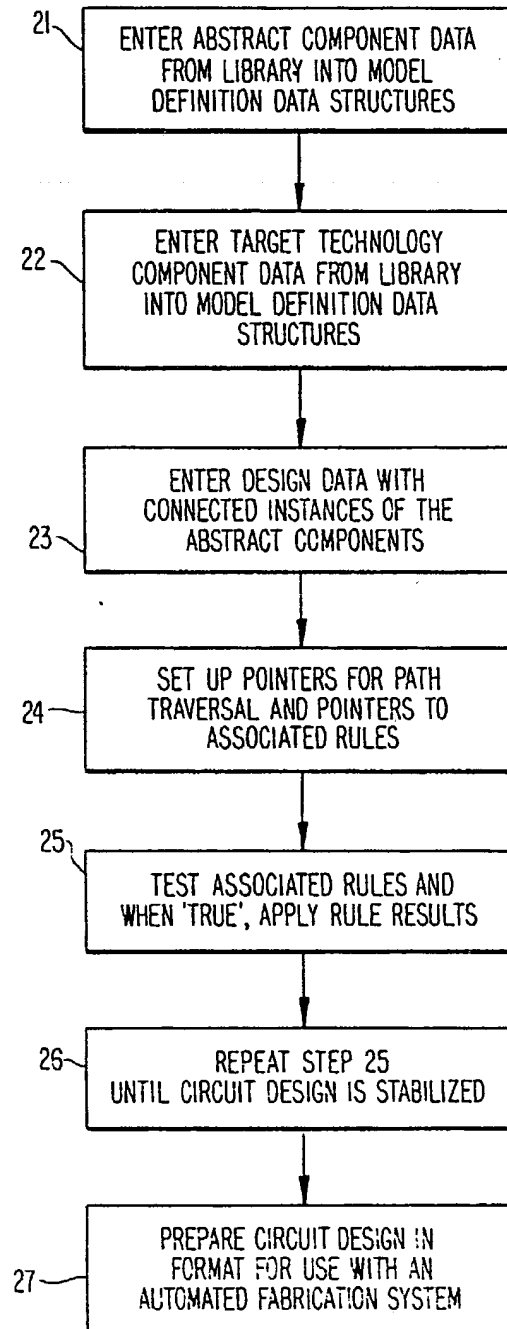 21
ENTER ABSTRACT COMPONENT DATA
FROM LIBRARY INTO MODEL
DEFINITION DATA STRUCTURES
22
ENTER TARGET TECHNOLOGY
COMPONENT DATA FROM LIBRARY
INTO MODEL DEFINITION DATA
STRUCTURES
23
ENTER DESIGN DATA WITH
CONNECTED INSTANCES OF THE
ABSTRACT COMPONENTS
24
SET UP POINTERS FOR PATH
TRAVERSAL AND POINTERS TO
ASSOCIATED RULES
25
TEST ASSOCIATED RULES AND
WHEN 'TRUE', APPLY RULE RESULTS
26
REPEAT STEP 25
UNTIL CIRCUIT DESIGN IS STABILIZED
27
PREPARE CIRCUIT DESIGN IN
FORMAT FOR USE WITH AN
AUTOMATED FABRICATION SYSTEM